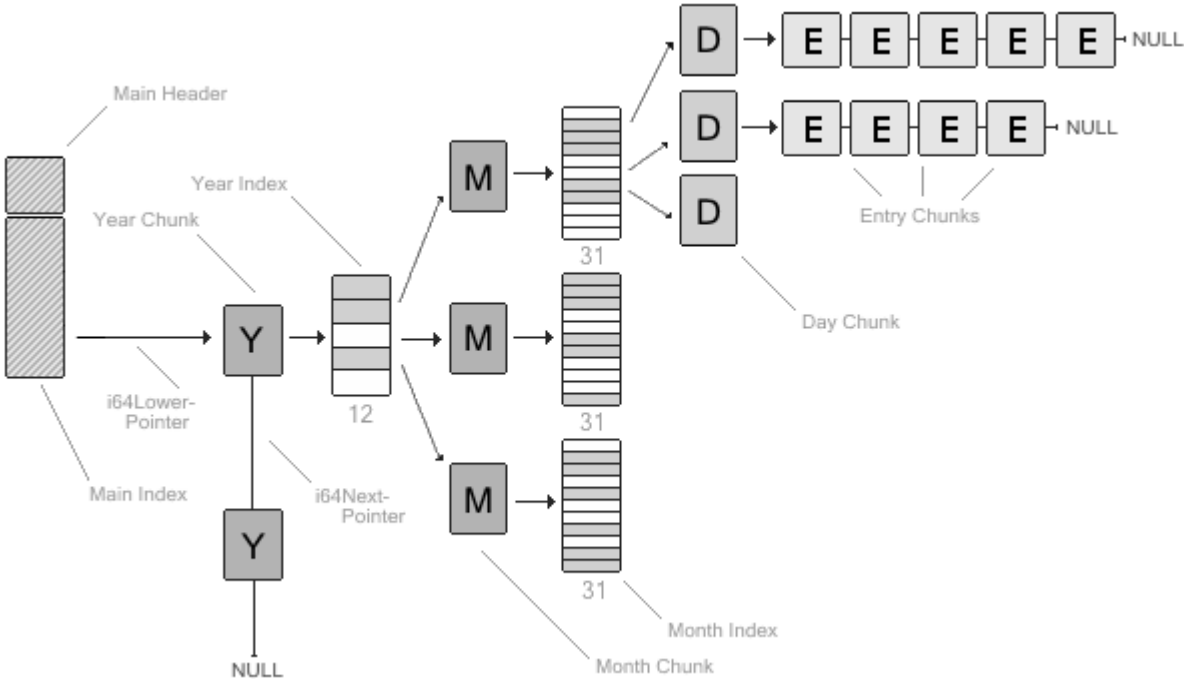 D E E E E E NULL
Main Header
D E E E E NULL
M
Year Index
Year Chunk
D
Entry Chunks
31
Y
M
Day Chunk
12
i64Lower-
Pointer
31
Main Index
i64Next-
Pointer
M
Y
31
Month Index
NULL
Month Chunk